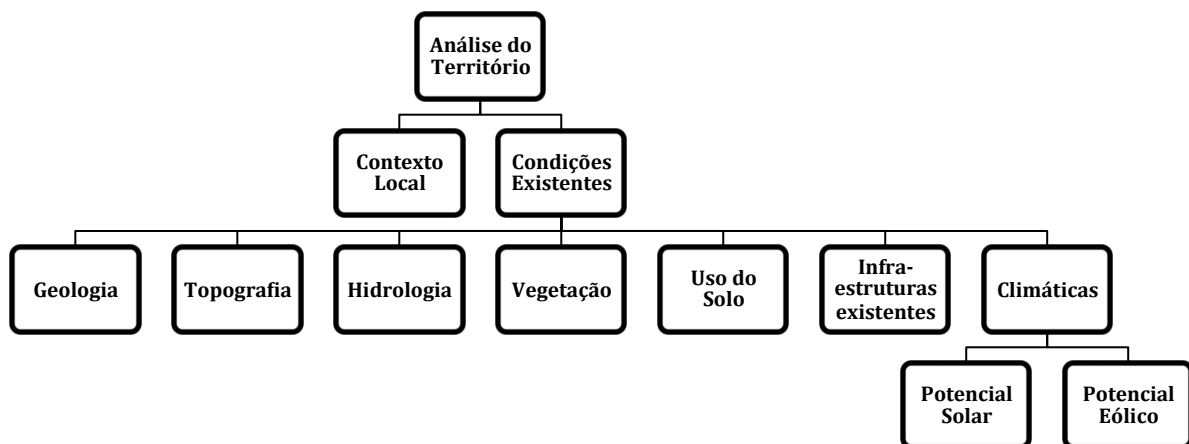 Análise do
Território
Contexto
Local
Condições
Existentes
Geologia
Topografia
Hidrologia
Vegetação
Uso do
Solo
Infra-
estruturas
existentes
Climáticas
Potencial
Solar
Potencial
Eólico